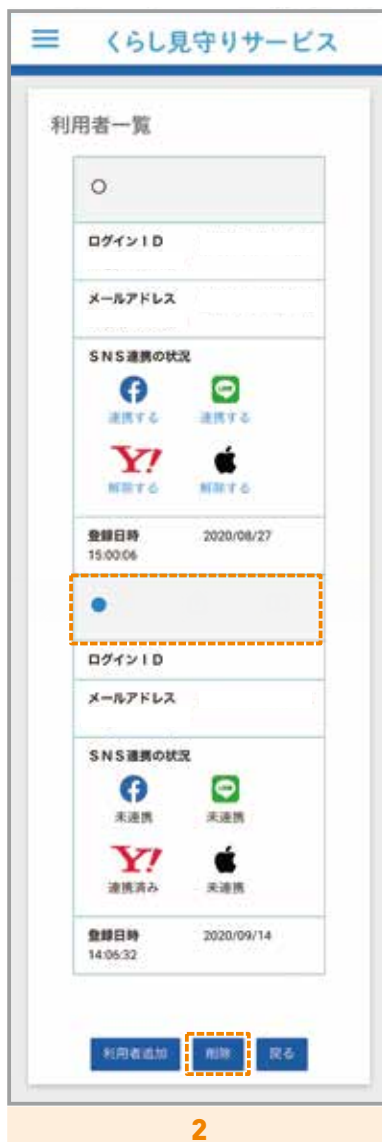 くらし見守りサービス
利用者一覧
ログインID
メールアドレス
SNS連携の状況
連携する 連携する
Y!
解除する 解除する
登録日時 2020/08/27
15:00:06
ログインID
メールアドレス
SNS連携の状況
未連携 未連携
Y!
連携済み 未連携
登録日時 2020/09/14
14:06:32
利用者追加 削除 戻る
2